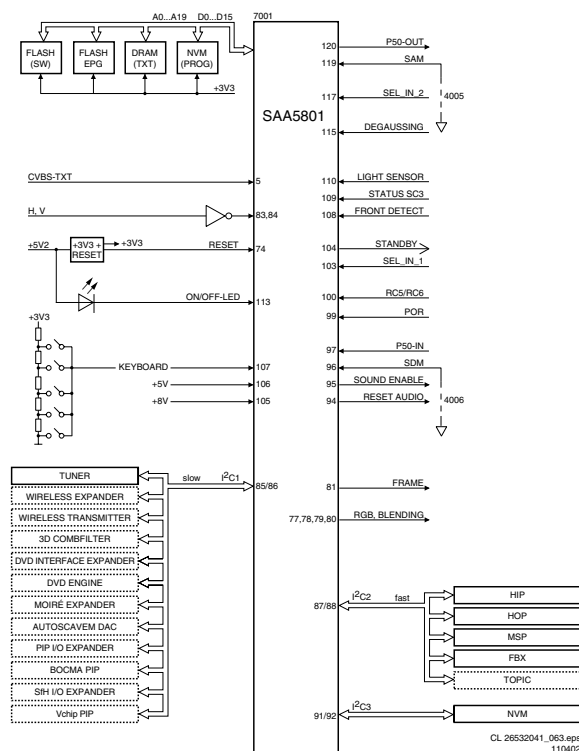 A0...A19 D0...D15
7001
FLASH
(SW)
FLASH
EPG
DRAM
(TXT)
NVM
(PROG)
+3V3
SAA5801
120 P50-OUT
119 SAM
117 SEL_IN_2
4005
115 DEGAUSSING
CVBS-TXT 5
H, V 83,84
+5V2
+3V3 +
RESET
+3V3
RESET 74
ON/OFF-LED 113
110 LIGHT SENSOR
109 STATUS SC3
108 FRONT DETECT
104 STANDBY
103 SEL_IN_1
100 RC5/RC6
99 POR
+3V3
KEYBOARD 107
+5V 106
+8V 105
97 P50-IN
96 SDM
95 SOUND ENABLE
94 RESET AUDIO
4006
slow I²C1 85/86
TUNER
WIRELESS EXPANDER
WIRELESS TRANSMITTER
3D COMBFILTER
DVD INTERFACE EXPANDER
DVD ENGINE
MOIRÉ EXPANDER
AUTOSCAVEM DAC
PIP I/O EXPANDER
BOCMA PIP
SfH I/O EXPANDER
Vchip PIP
81 FRAME
77,78,79,80 RGB, BLENDING
87/88 I²C2 fast
HIP
HOP
MSP
FBX
TOPIC
91/92 I²C3
NVM
CL 26532041_063.eps
110402